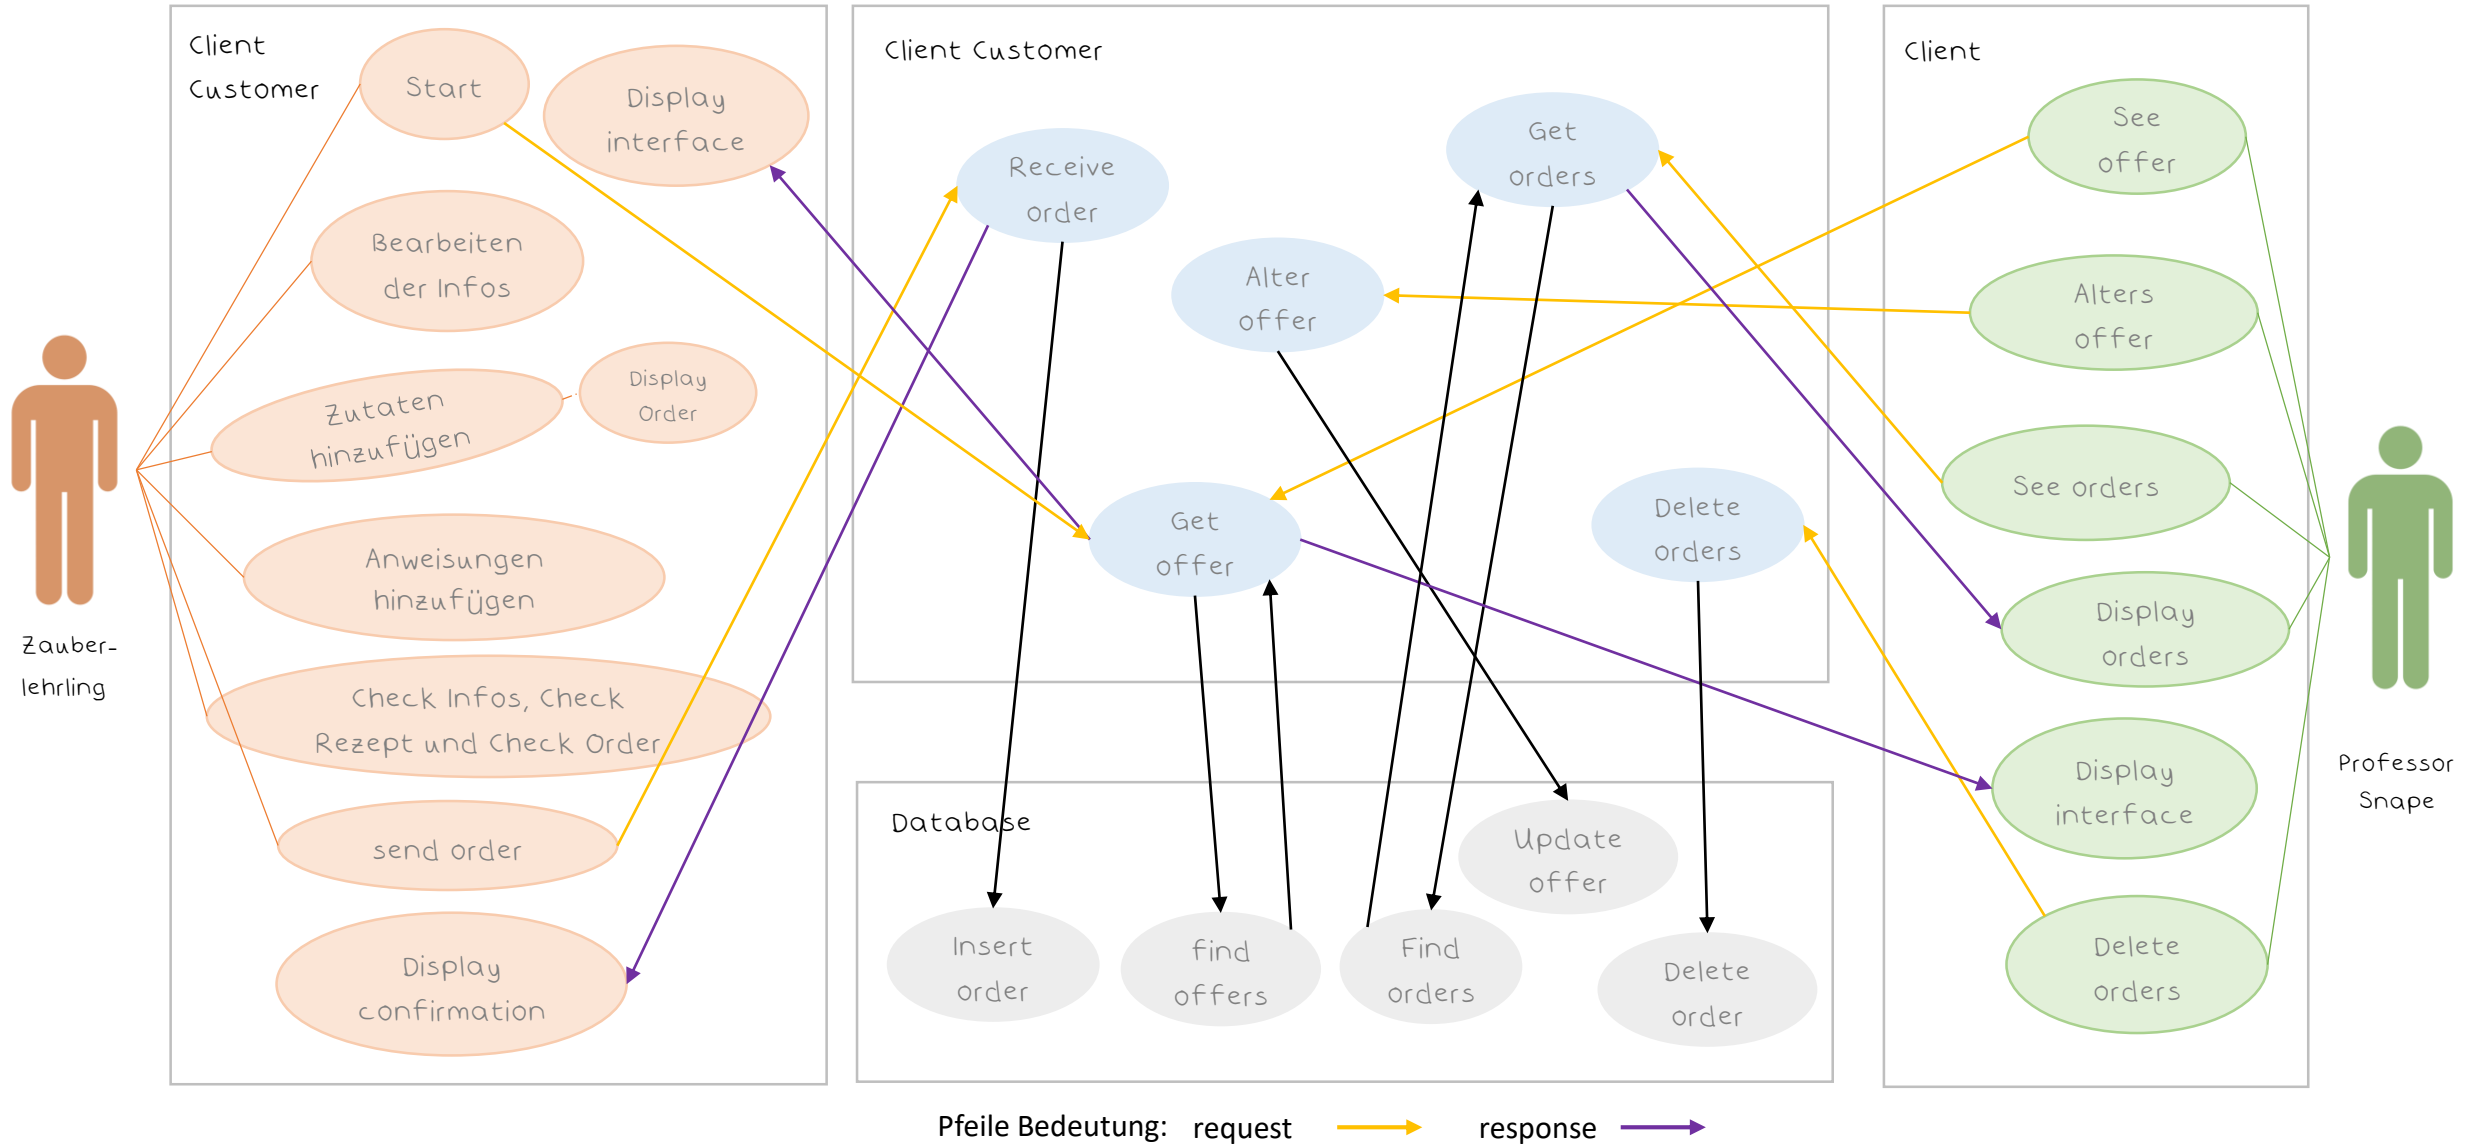 Client
Customer
Start
Display
interface
Bearbeiten
der Infos
Zutaten
hinzufügen
Display
Order
Anweisungen
hinzufügen
Check Infos, Check
Rezept und Check Order
send order
Display
confirmation
Zauber-
lehrling
Client Customer
Receive
order
Get
orders
Alter
offer
Get
offer
Delete
orders
Database
Insert
order
find
offers
Find
orders
Update
offer
Delete
order
Client
See
offer
Alters
offer
See orders
Display
orders
Display
interface
Delete
orders
Professor
Snape
Pfeile Bedeutung: request response